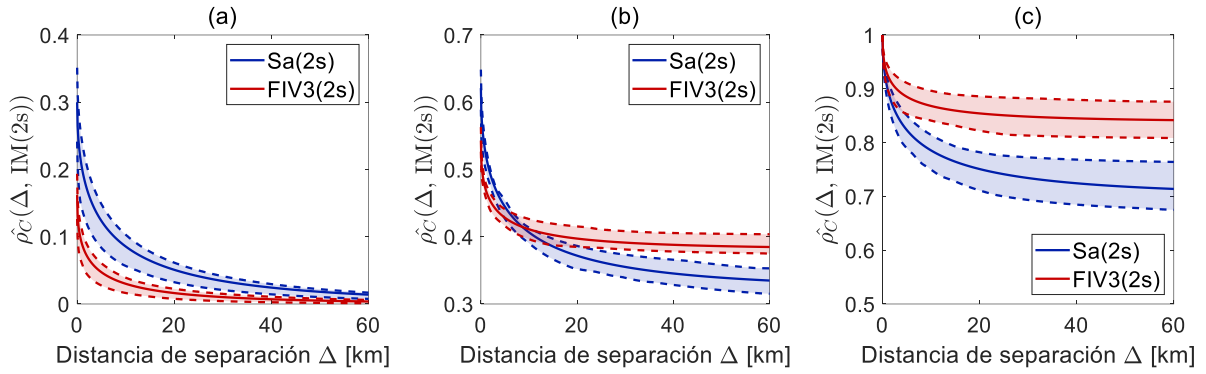 (a)
0.4
0.3
0.2
0.1
0
ρ̂_C(Δ, IM(2s))
Sa(2s)
FIV3(2s)
0 20 40 60
Distancia de separación Δ [km]
(b)
0.7
0.6
0.5
0.4
0.3
ρ̂_C(Δ, IM(2s))
Sa(2s)
FIV3(2s)
0 20 40 60
Distancia de separación Δ [km]
(c)
1
0.9
0.8
0.7
0.6
0.5
ρ̂_C(Δ, IM(2s))
Sa(2s)
FIV3(2s)
0 20 40 60
Distancia de separación Δ [km]